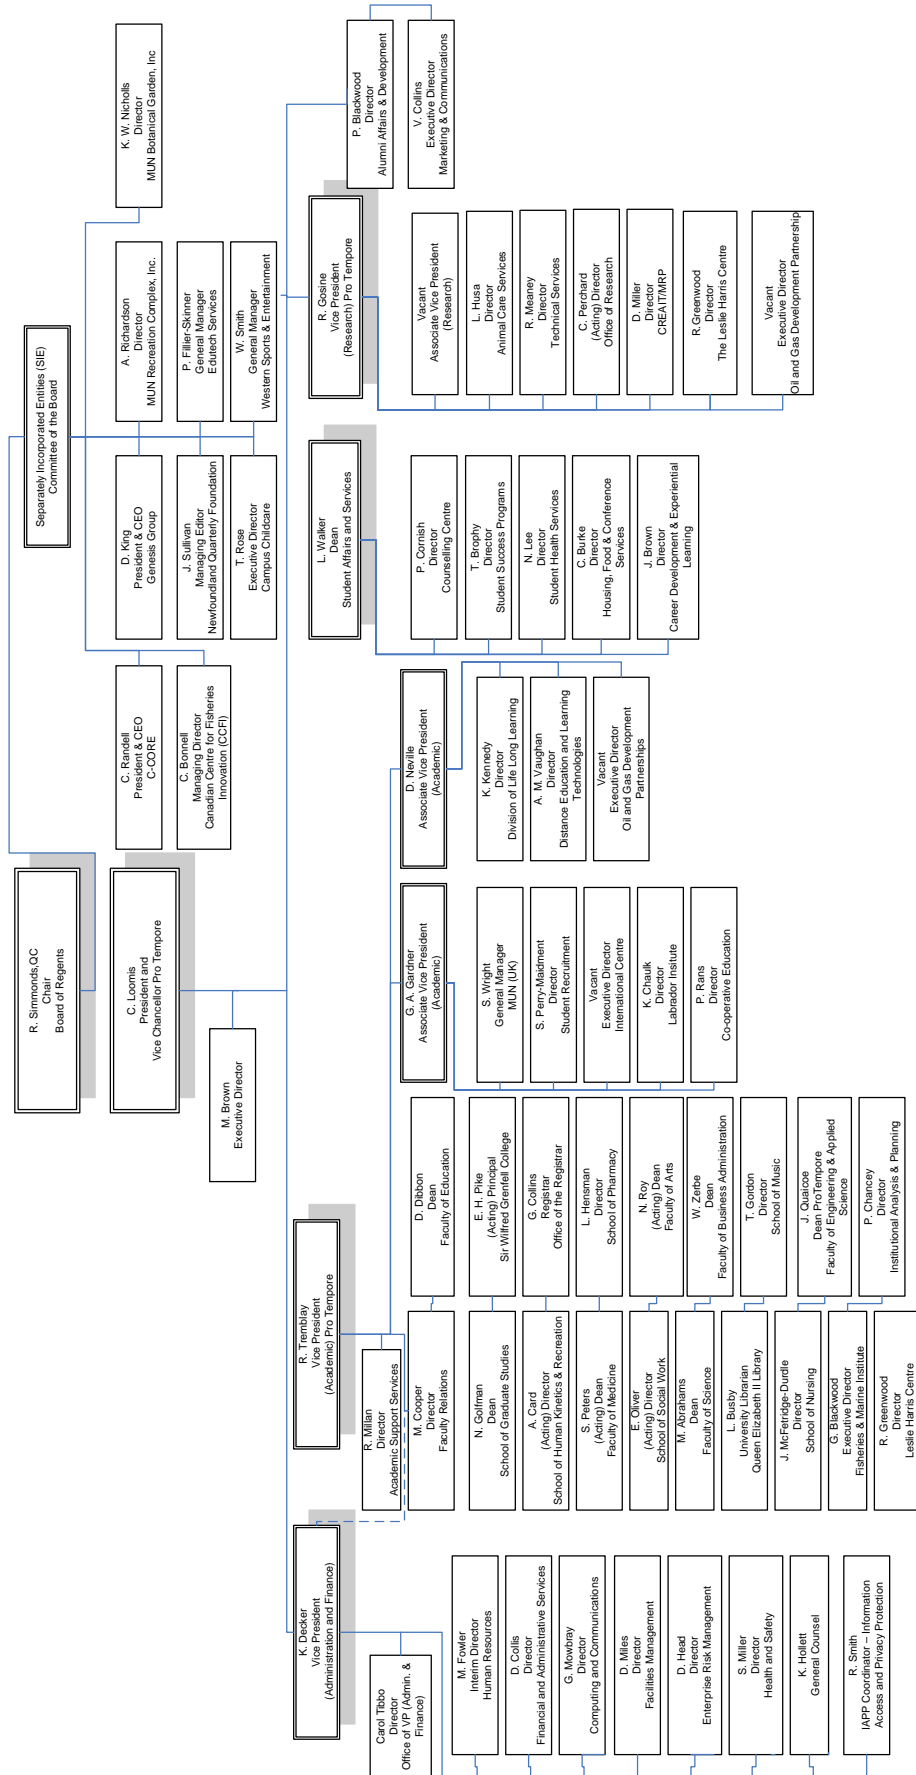 R. Simmonds,QC
Chair
Board of Regents
Separately Incorporated Entities (SIE)
Committee of the Board
C. Loomis
President and
Vice Chancellor Pro Tempore
M. Brown
Executive Director
C. Randell
President & CEO
C-CORE
C. Bonnell
Managing Director
Canadian Centre for Fisheries
Innovation (CCFI)
D. King
President & CEO
Genesis Group
J. Sullivan
Managing Editor
Newfoundland Quarterly Foundation
T. Rose
Executive Director
Campus Childcare
A. Richardson
Director
MUN Recreation Complex, Inc.
P. Fillier-Skinner
General Manager
Edutech Services
W. Smith
General Manager
Western Sports & Entertainment
K. W. Nicholls
Director
MUN Botanical Garden, Inc
K. Decker
Vice President
(Administration and Finance)
Carol Tibbo
Director
Office of VP (Admin. &
Finance)
M. Fowler
Interim Director
Human Resources
D. Collis
Director
Financial and Administrative Services
G. Mowbray
Director
Computing and Communications
D. Miles
Director
Facilities Management
D. Head
Director
Enterprise Risk Management
S. Miller
Director
Health and Safety
K. Hollett
General Counsel
R. Smith
IAPP Coordinator – Information
Access and Privacy Protection
R. Tremblay
Vice President
(Academic) Pro Tempore
R. Millan
Director
Academic Support Services
M. Cooper
Director
Faculty Relations
N. Golfman
Dean
School of Graduate Studies
A. Card
(Acting) Director
School of Human Kinetics & Recreation
S. Peters
(Acting) Dean
Faculty of Medicine
E. Oliver
(Acting) Director
School of Social Work
M. Abrahams
Dean
Faculty of Science
L. Busby
University Librarian
Queen Elizabeth II Library
J. McFetridge-Durdle
Director
School of Nursing
G. Blackwood
Executive Director
Fisheries & Marine Institute
R. Greenwood
Director
Leslie Harris Centre
D. Dibbon
Dean
Faculty of Education
E. H. Pike
(Acting) Principal
Sir Wilfred Grenfell College
G. Collins
Registrar
Office of the Registrar
L. Hensman
Director
School of Pharmacy
N. Roy
(Acting) Dean
Faculty of Arts
W. Zerbe
Dean
Faculty of Business Administration
T. Gordon
Director
School of Music
J. Quaicoe
Dean ProTempore
Faculty of Engineering & Applied
Science
P. Chancey
Director
Institutional Analysis & Planning
G. A. Gardner
Associate Vice President
(Academic)
S. Wright
General Manager
MUN (UK)
S. Perry-Maidment
Director
Student Recruitment
Vacant
Executive Director
International Centre
K. Chaulk
Director
Labrador Insitute
P. Rans
Director
Co-operative Education
D. Neville
Associate Vice President
(Academic)
K. Kennedy
Director
Division of Life Long Learning
A. M. Vaughan
Director
Distance Education and Learning
Technologies
Vacant
Executive Director
Oil and Gas Development
Partnerships
L. Walker
Dean
Student Affairs and Services
P. Cornish
Director
Counselling Centre
T. Brophy
Director
Student Success Programs
N. Lee
Director
Student Health Services
C. Burke
Director
Housing, Food & Conference
Services
J. Brown
Director
Career Development & Experiential
Learning
R. Gosine
Vice President
(Research) Pro Tempore
Vacant
Associate Vice President
(Research)
L. Husa
Director
Animal Care Services
R. Meaney
Director
Technical Services
C. Perchard
(Acting) Director
Office of Research
D. Miller
Director
CREAIT/MRP
R.Greenwood
Director
The Leslie Harris Centre
Vacant
Executive Director
Oil and Gas Development Partnership
P. Blackwood
Director
Alumni Affairs & Development
V. Collins
Executive Director
Marketing & Communications